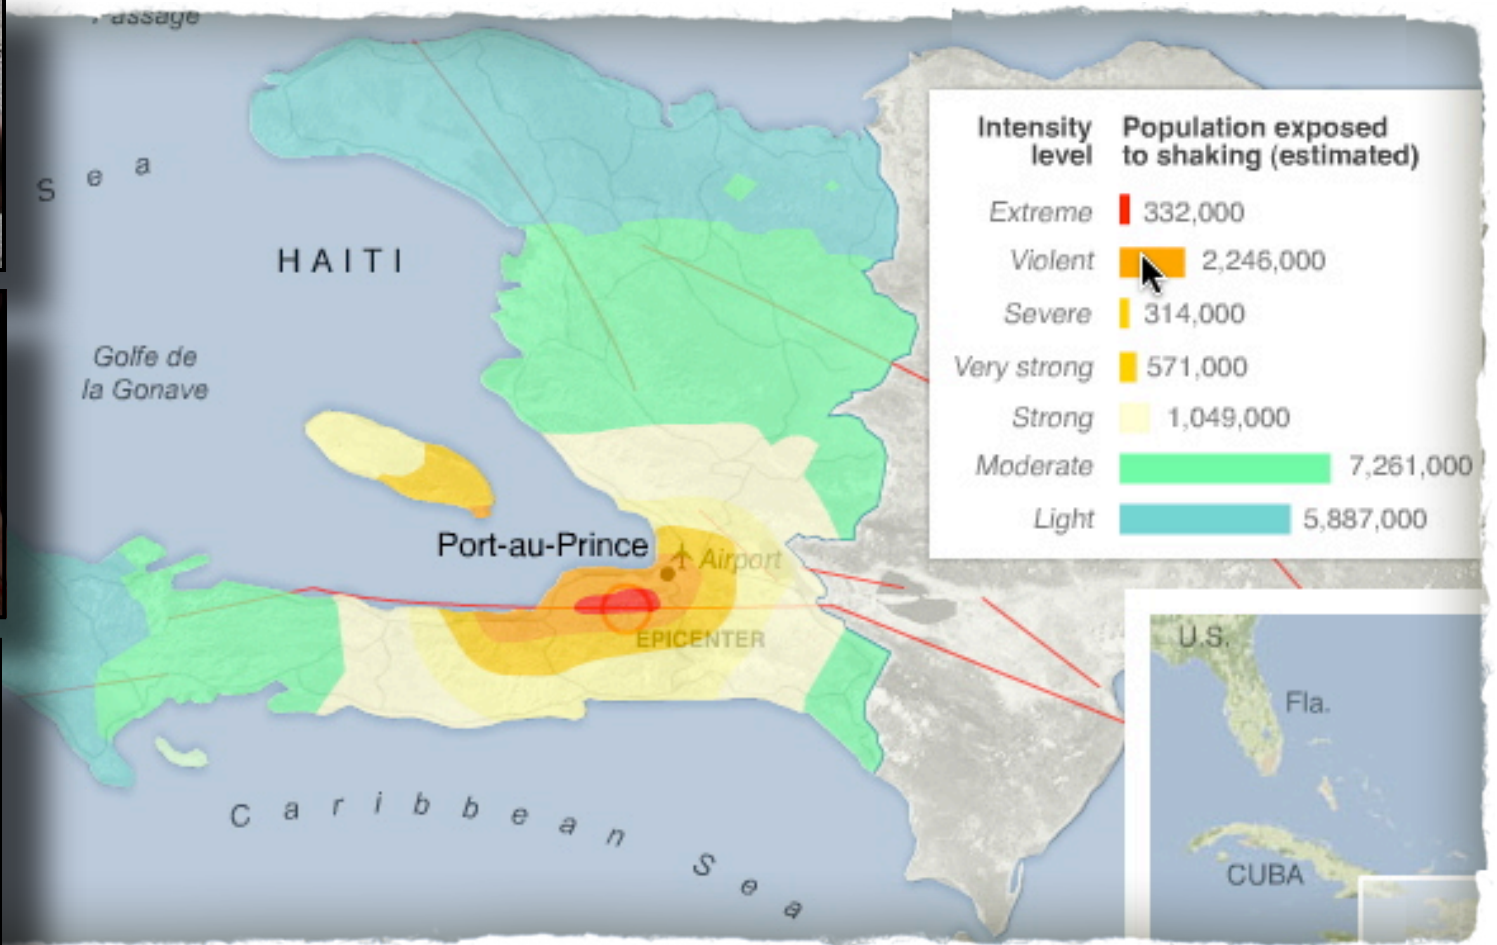 Passage
Sea
HAITI
Golfe de
la Gonave
Port-au-Prince
Airport
EPICENTER
Caribbean Sea
Intensity
level
Population exposed
to shaking (estimated)
Extreme 332,000
Violent 2,246,000
Severe 314,000
Very strong 571,000
Strong 1,049,000
Moderate 7,261,000
Light 5,887,000
U.S.
Fla.
CUBA